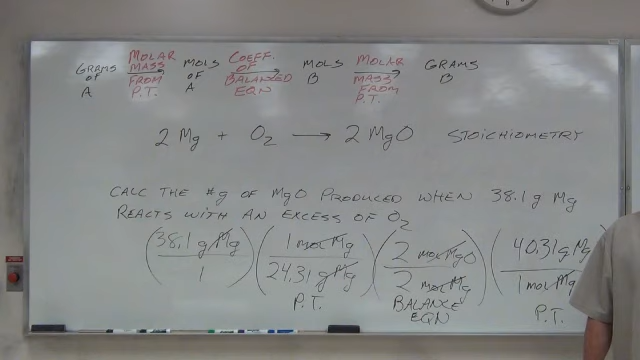 GRAMS OF A MOLAR MASS FROM P.T. MOLS OF A COEFF. OF BALANCED EQN MOLS B MOLAR MASS FROM P.T. GRAMS B
2 Mg + O₂ → 2 MgO STOICHIOMETRY
CALC THE #g OF MgO PRODUCED WHEN 38.1 g Mg
REACTS WITH AN EXCESS OF O₂
(38.1 g Mg / 1) (1 mol Mg / 24.31 g Mg) (2 mol MgO / 2 mol Mg) (40.31 g Mg / 1 mol Mg
P.T. BALANCE EQN P.T.